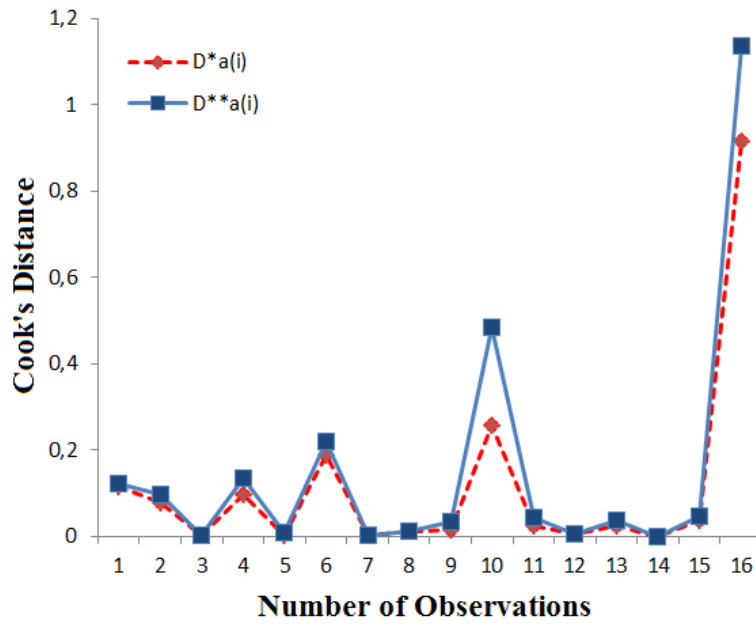 1,2
1
0,8
0,6
0,4
0,2
0
D*a(i)
D**a(i)
Cook's Distance
1 2 3 4 5 6 7 8 9 10 11 12 13 14 15 16
Number of Observations